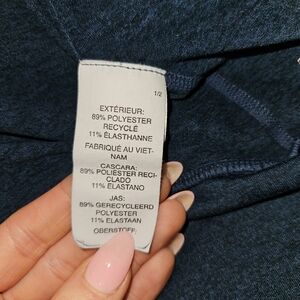 1/2
EXTÉRIEUR:
89% POLYESTER
RECYCLÉ
11% ÉLASTHANNE
FABRIQUÉ AU VIET-
NAM
CASCARA:
89% POLIÉSTER RECI-
CLADO
11% ELASTANO
JAS:
89% GERECYCLEERD
POLYESTER
11% ELASTAAN
OBERSTOFF: